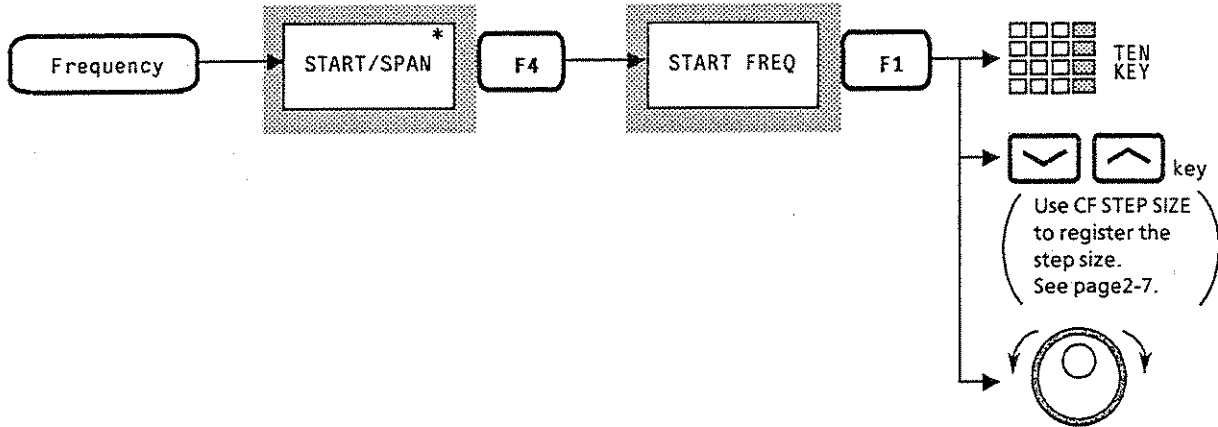 Frequency
START/SPAN *
F4
START FREQ
F1
TEN
KEY
key
Use CF STEP SIZE
to register the
step size.
See page2-7.